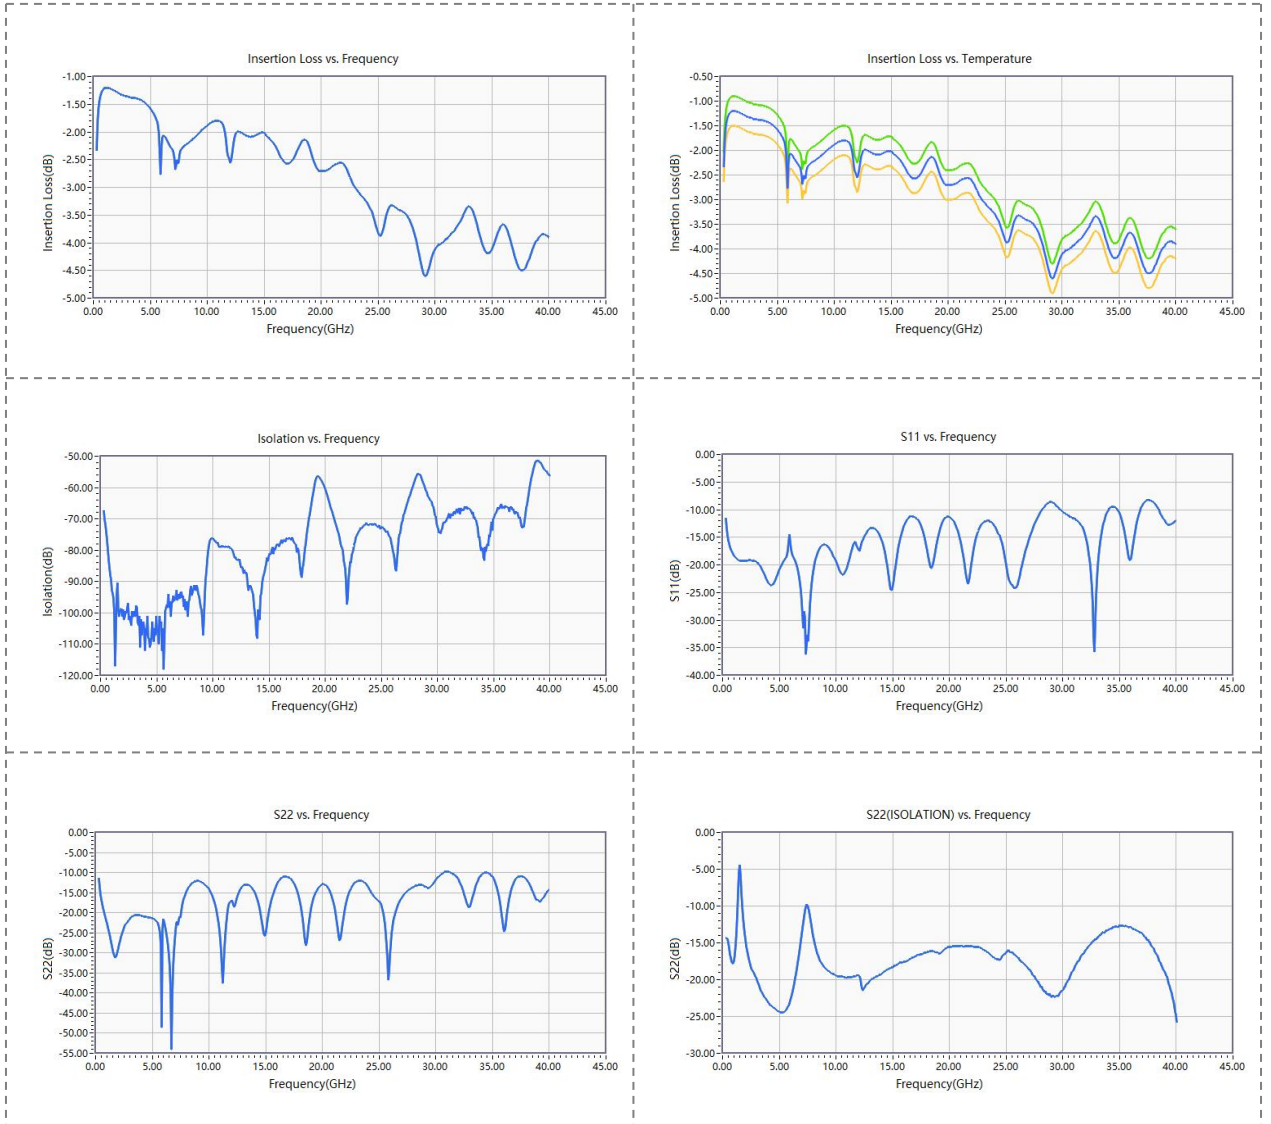 Insertion Loss vs. Frequency
Insertion Loss(dB)
-1.00
-1.50
-2.00
-2.50
-3.00
-3.50
-4.00
-4.50
-5.00
0.00 5.00 10.00 15.00 20.00 25.00 30.00 35.00 40.00 45.00
Frequency(GHz)
Insertion Loss vs. Temperature
Insertion Loss(dB)
-0.50
-1.00
-1.50
-2.00
-2.50
-3.00
-3.50
-4.00
-4.50
-5.00
0.00 5.00 10.00 15.00 20.00 25.00 30.00 35.00 40.00 45.00
Frequency(GHz)
Isolation vs. Frequency
Isolation(dB)
-50.00
-60.00
-70.00
-80.00
-90.00
-100.00
-110.00
-120.00
0.00 5.00 10.00 15.00 20.00 25.00 30.00 35.00 40.00 45.00
Frequency(GHz)
S11 vs. Frequency
S11(dB)
0.00
-5.00
-10.00
-15.00
-20.00
-25.00
-30.00
-35.00
-40.00
0.00 5.00 10.00 15.00 20.00 25.00 30.00 35.00 40.00 45.00
Frequency(GHz)
S22 vs. Frequency
S22(dB)
0.00
-5.00
-10.00
-15.00
-20.00
-25.00
-30.00
-35.00
-40.00
-45.00
-50.00
-55.00
0.00 5.00 10.00 15.00 20.00 25.00 30.00 35.00 40.00 45.00
Frequency(GHz)
S22(ISOLATION) vs. Frequency
S22(dB)
0.00
-5.00
-10.00
-15.00
-20.00
-25.00
-30.00
0.00 5.00 10.00 15.00 20.00 25.00 30.00 35.00 40.00 45.00
Frequency(GHz)